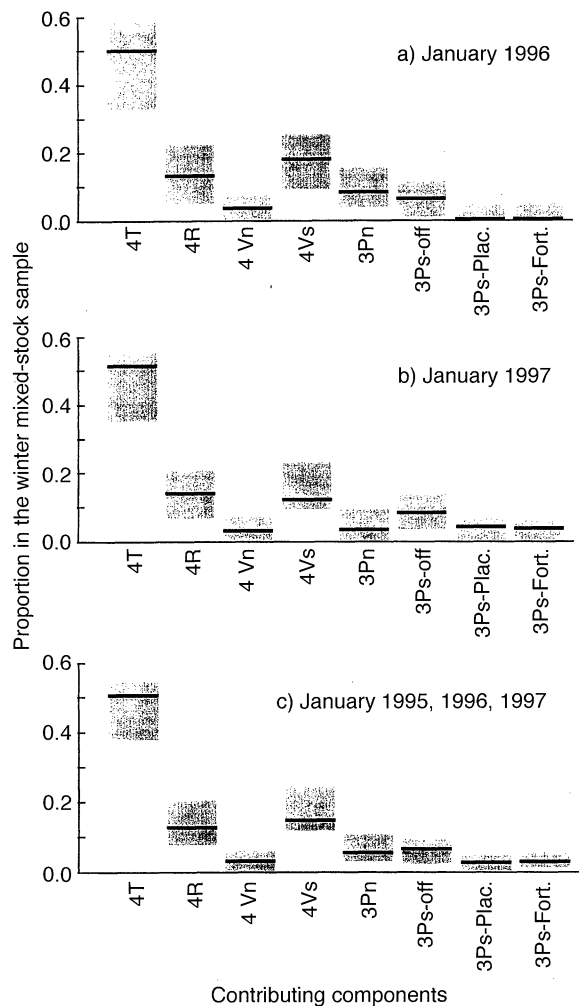 Proportion in the winter mixed-stock sample
a) January 1996
0.6
0.4
0.2
0.0
4T
4R
4 Vn
4Vs
3Pn
3Ps-off
3Ps-Plac.
3Ps-Fort.
b) January 1997
0.6
0.4
0.2
0.0
4T
4R
4 Vn
4Vs
3Pn
3Ps-off
3Ps-Plac.
3Ps-Fort.
c) January 1995, 1996, 1997
0.6
0.4
0.2
0.0
4T
4R
4 Vn
4Vs
3Pn
3Ps-off
3Ps-Plac.
3Ps-Fort.
Contributing components